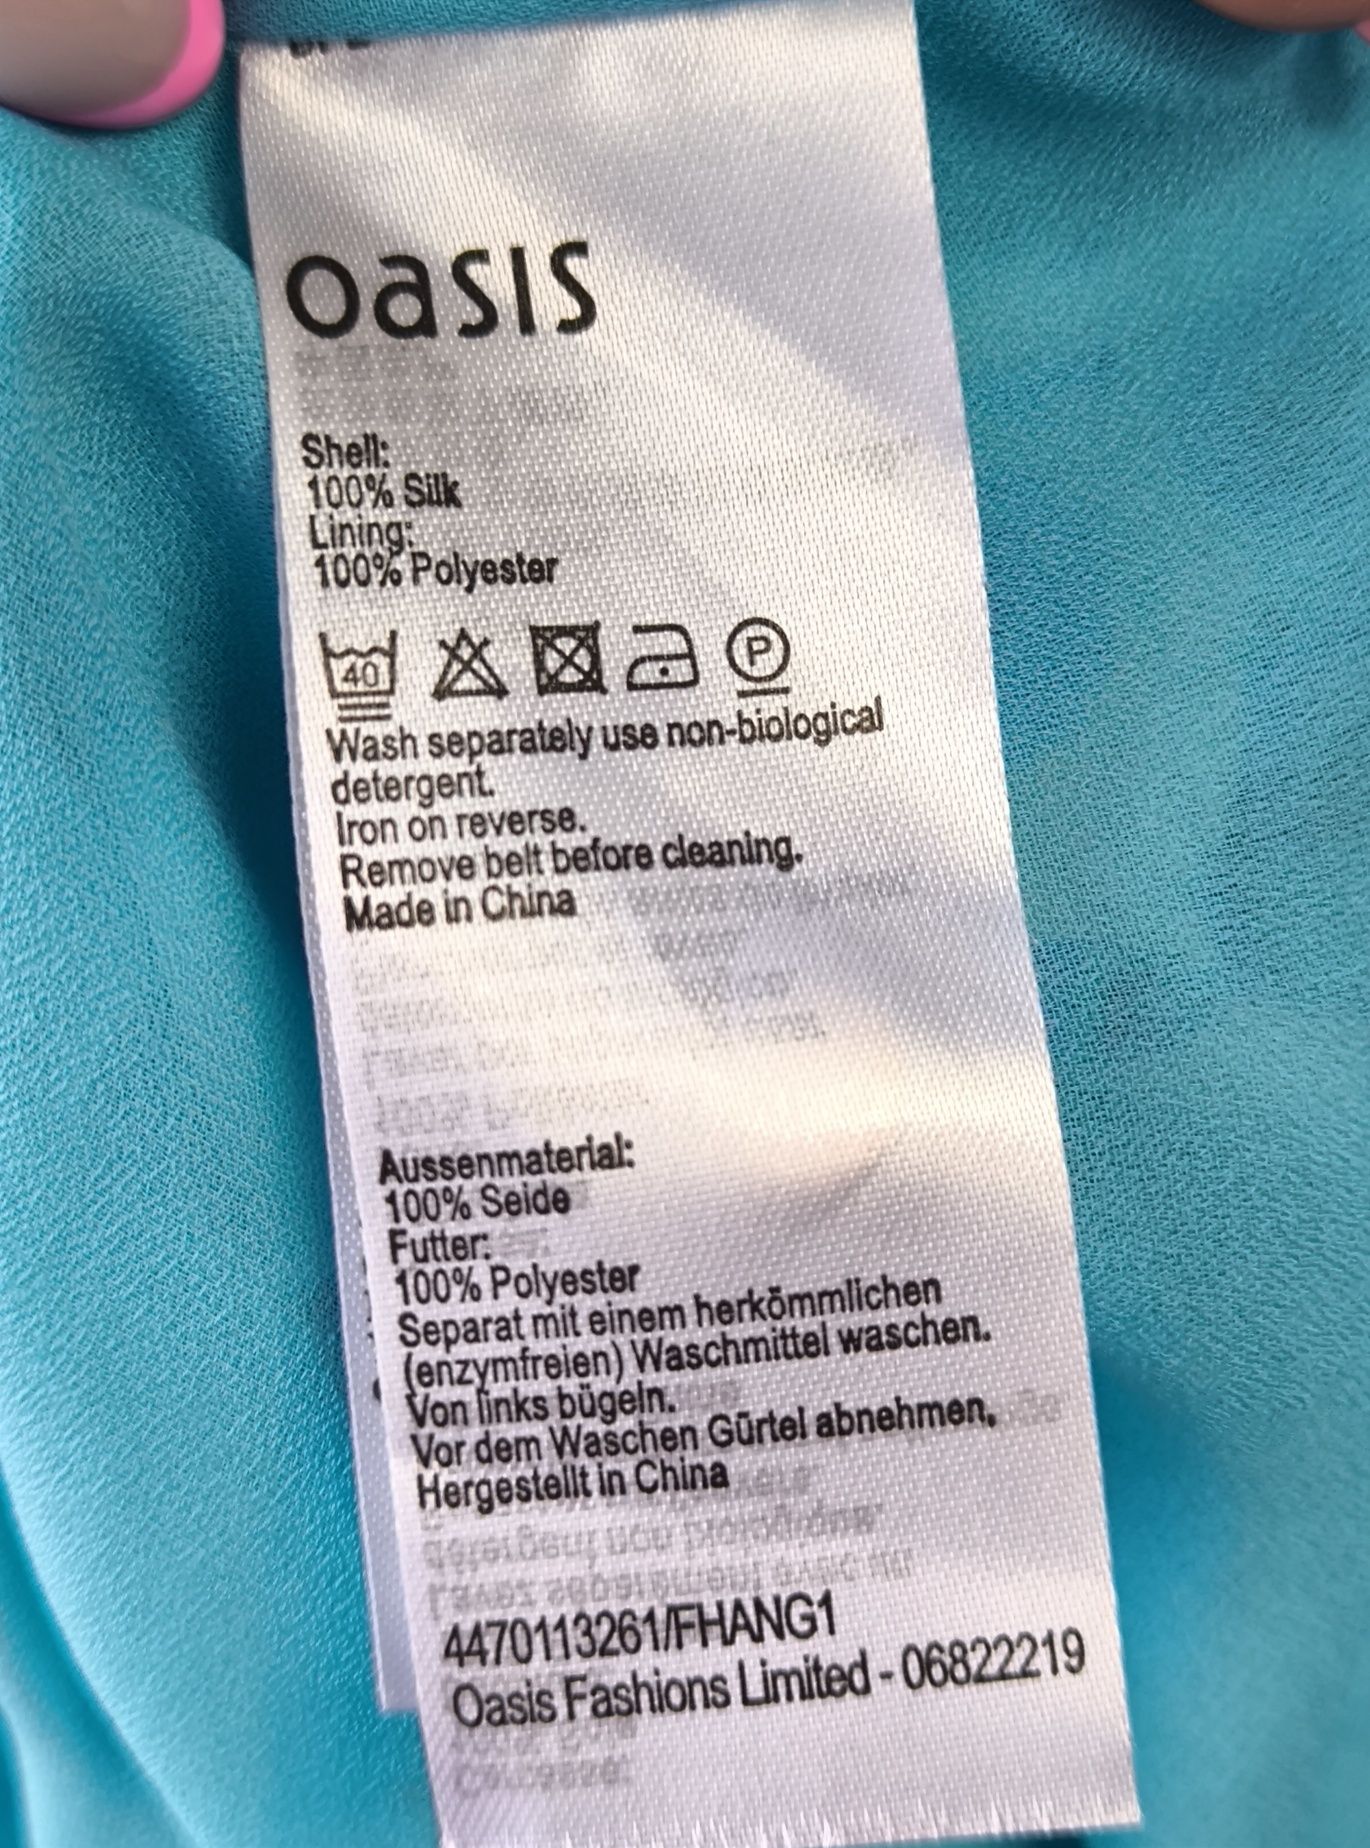 oasis
Shell:
100% Silk
Lining:
100% Polyester
40 P
Wash separately use non-biological
detergent.
Iron on reverse.
Remove belt before cleaning.
Made in China
Aussenmaterial:
100% Seide
Futter:
100% Polyester
Separat mit einem herkömmlichen
(enzymfreien) Waschmittel waschen.
Von links bügeln.
Vor dem Waschen Gürtel abnehmen,
Hergestellt in China
4470113261/FHANG1
Oasis Fashions Limited - 06822219